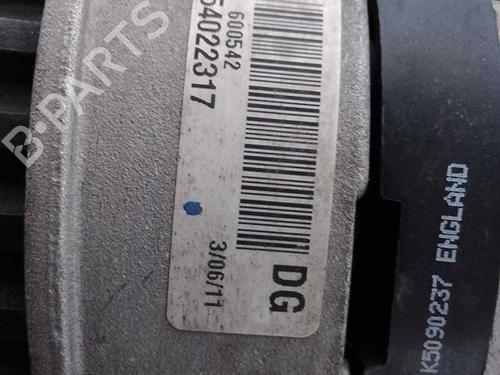 600542
54022317
DG
3/06/11
K5090237 ENGLAND
B-PARTS